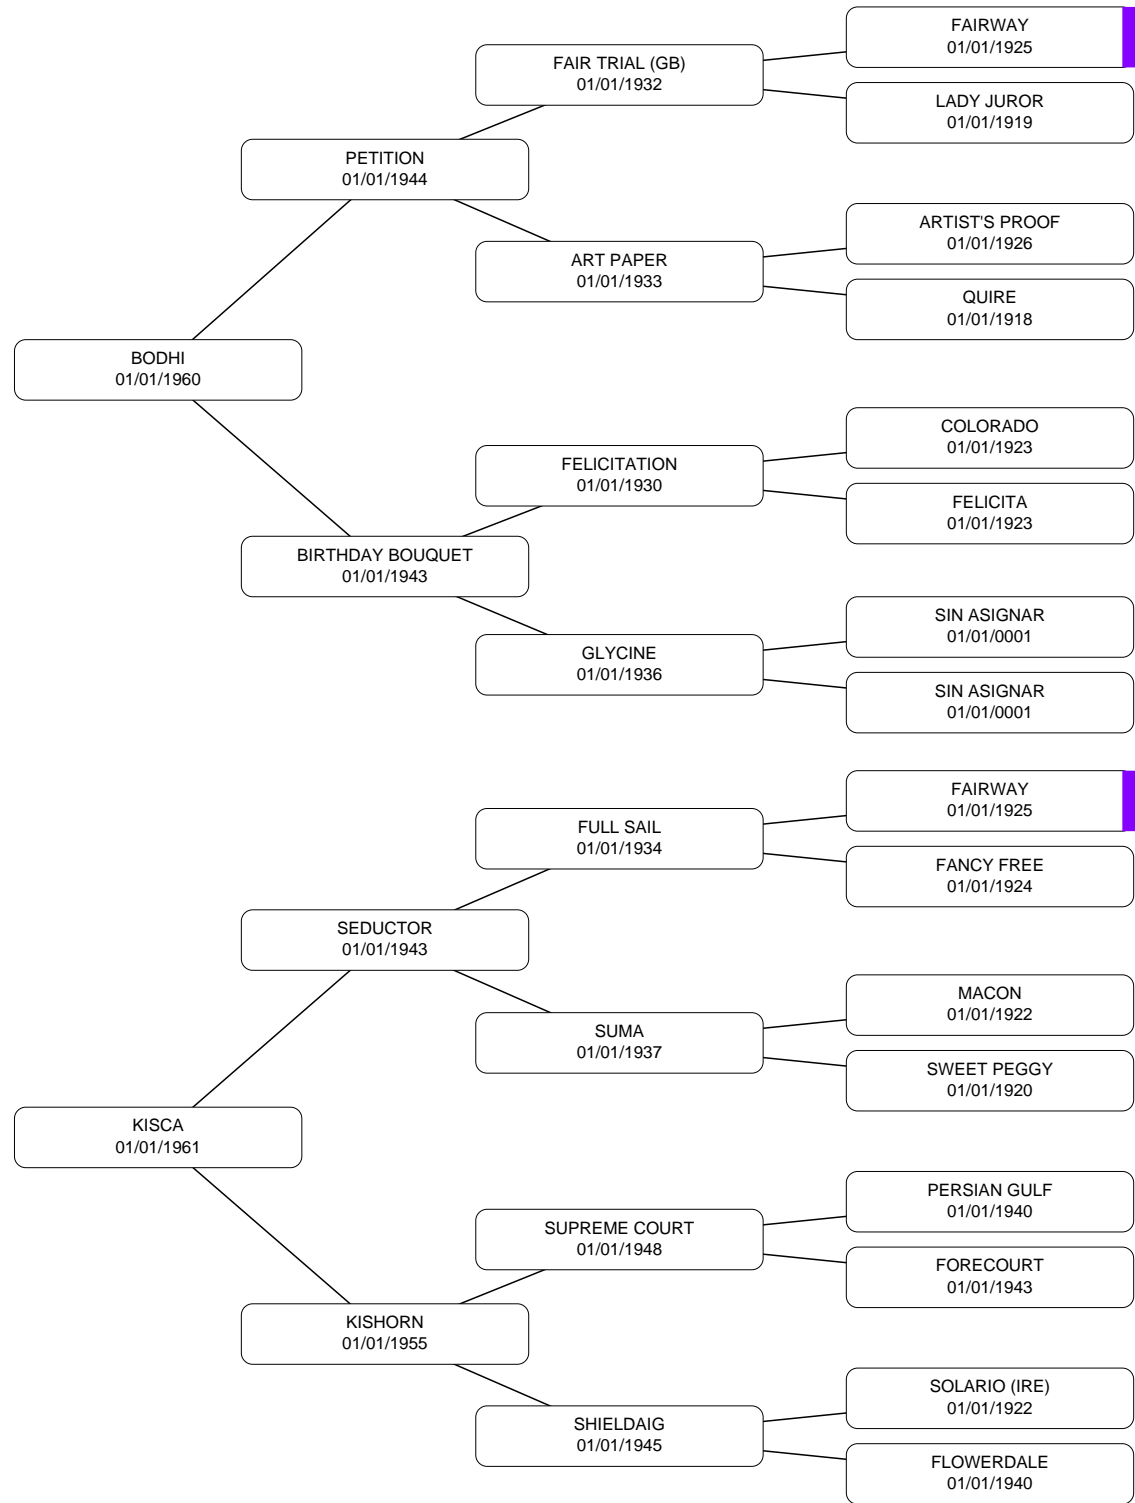 FAIRWAY
01/01/1925
FAIR TRIAL (GB)
01/01/1932
LADY JUROR
01/01/1919
PETITION
01/01/1944
ARTIST'S PROOF
01/01/1926
ART PAPER
01/01/1933
QUIRE
01/01/1918
BODHI
01/01/1960
COLORADO
01/01/1923
FELICITATION
01/01/1930
FELICITA
01/01/1923
BIRTHDAY BOUQUET
01/01/1943
SIN ASIGNAR
01/01/0001
GLYCINE
01/01/1936
SIN ASIGNAR
01/01/0001
FAIRWAY
01/01/1925
FULL SAIL
01/01/1934
FANCY FREE
01/01/1924
SEDUCTOR
01/01/1943
MACON
01/01/1922
SUMA
01/01/1937
SWEET PEGGY
01/01/1920
KISCA
01/01/1961
PERSIAN GULF
01/01/1940
SUPREME COURT
01/01/1948
FORECOURT
01/01/1943
KISHORN
01/01/1955
SOLARIO (IRE)
01/01/1922
SHIELDAIG
01/01/1945
FLOWERDALE
01/01/1940